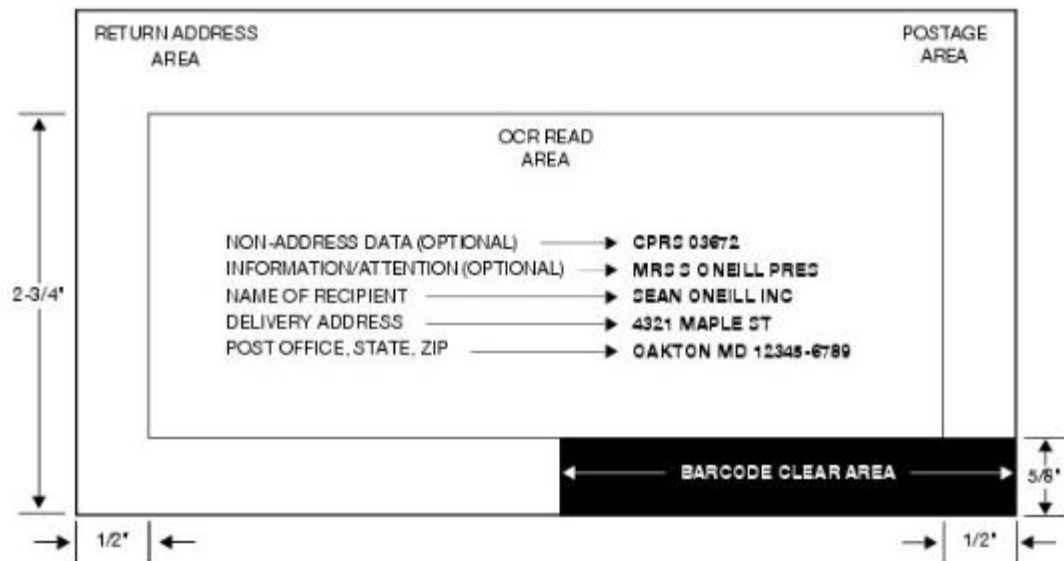 RETURN ADDRESS
AREA
POSTAGE
AREA
OCR READ
AREA
NON-ADDRESS DATA (OPTIONAL) CPRS 03672
INFORMATION/ATTENTION (OPTIONAL) MRS S ONEILL PRES
NAME OF RECIPIENT SEAN ONEILL INC
DELIVERY ADDRESS 4321 MAPLE ST
POST OFFICE, STATE, ZIP OAKTON MD 12345-6789
2-3/4"
BARCODE CLEAR AREA
5/8"
1/2"
1/2"